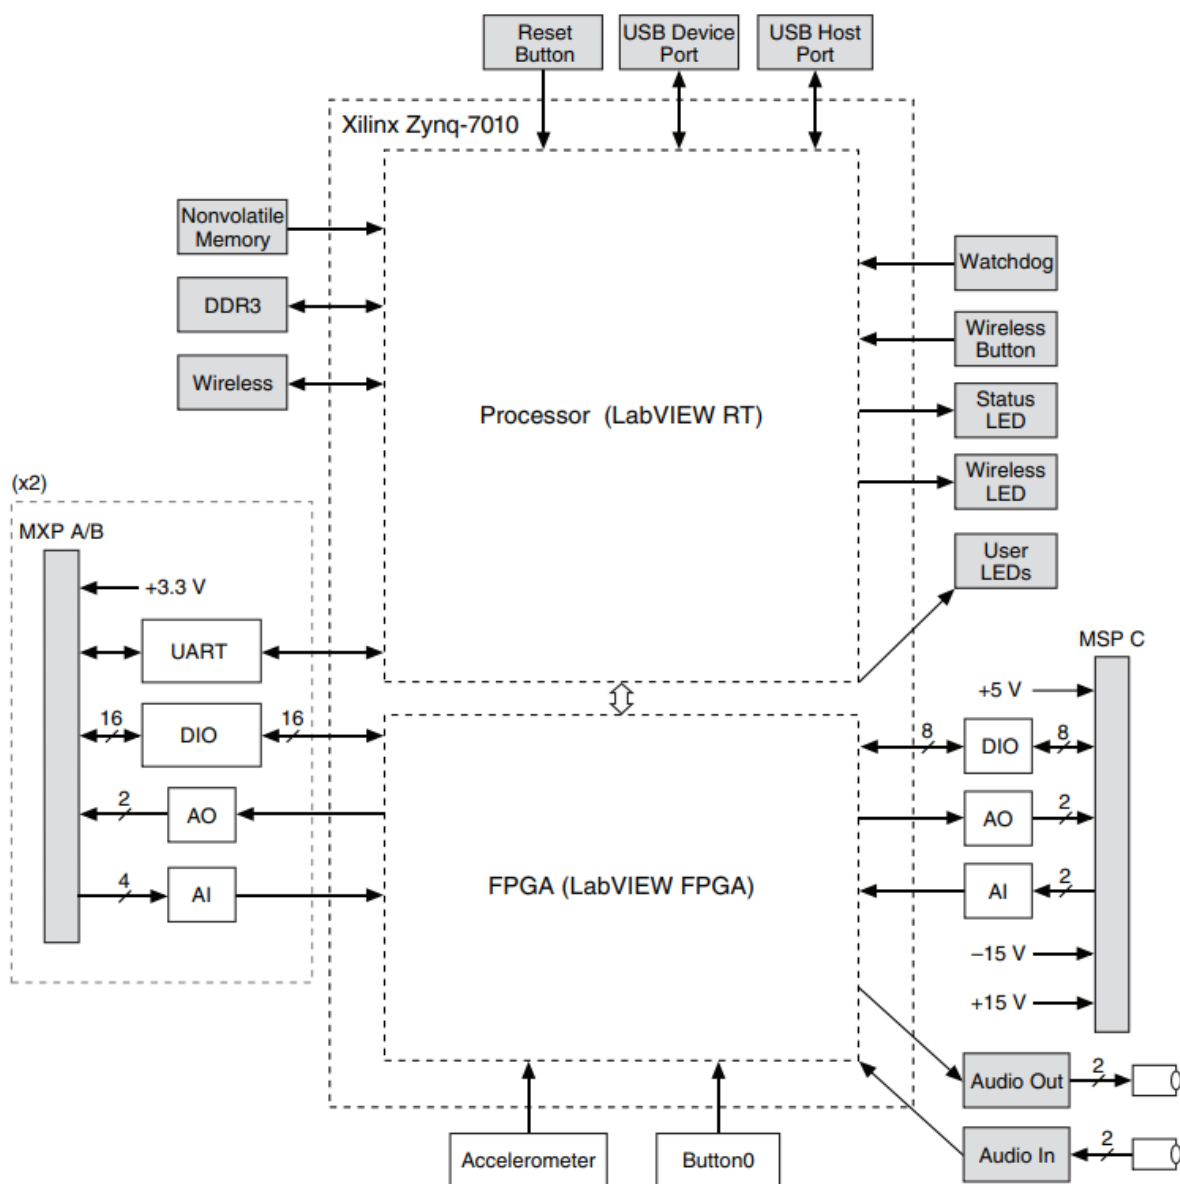 Reset
Button
USB Device
Port
USB Host
Port
Xilinx Zynq-7010
Nonvolatile
Memory
DDR3
Wireless
Processor (LabVIEW RT)
Watchdog
Wireless
Button
Status
LED
Wireless
LED
User
LEDs
(x2)
MXP A/B
+3.3 V
UART
16
DIO
16
2
AO
4
AI
FPGA (LabVIEW FPGA)
MSP C
+5 V
8
DIO
8
AO
2
AI
2
–15 V
+15 V
Audio Out
2
Audio In
2
Accelerometer
Button0